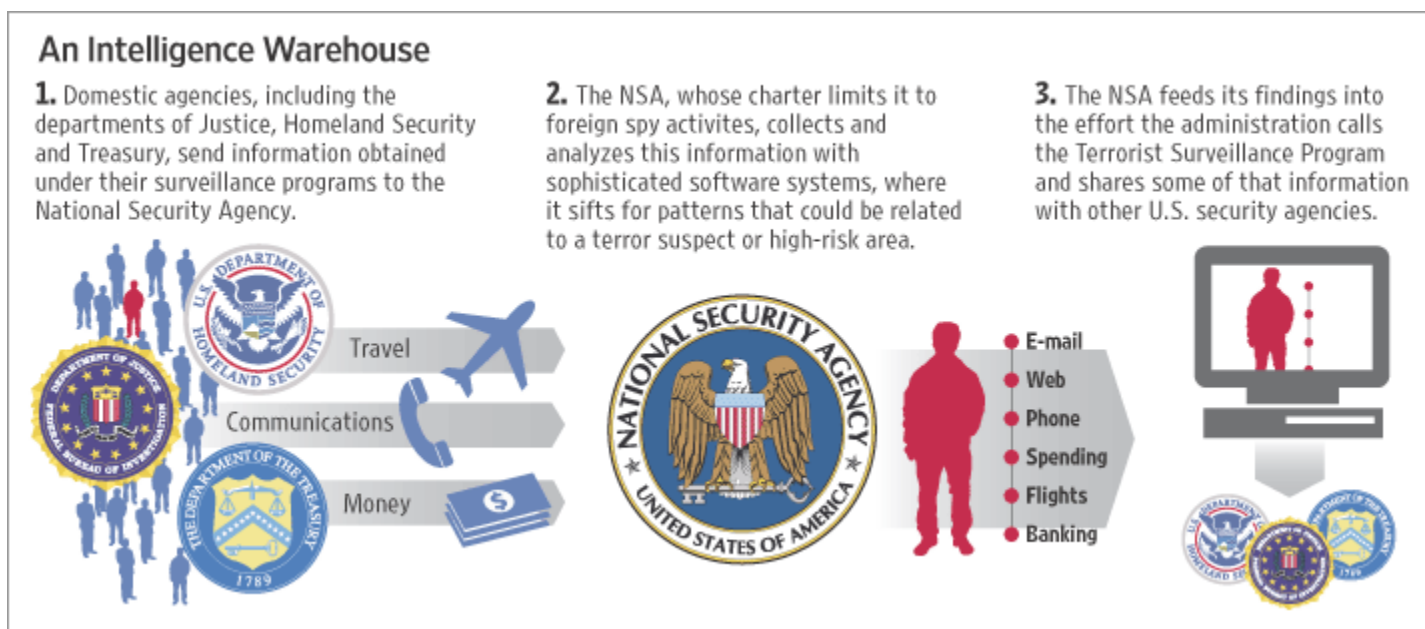 An Intelligence Warehouse
1. Domestic agencies, including the
departments of Justice, Homeland Security
and Treasury, send information obtained
under their surveillance programs to the
National Security Agency.
2. The NSA, whose charter limits it to
foreign spy activites, collects and
analyzes this information with
sophisticated software systems, where
it sifts for patterns that could be related
to a terror suspect or high-risk area.
3. The NSA feeds its findings into
the effort the administration calls
the Terrorist Surveillance Program
and shares some of that information
with other U.S. security agencies.
U.S. DEPARTMENT OF
HOMELAND SECURITY
DEPARTMENT OF JUSTICE
FEDERAL BUREAU OF INVESTIGATION
THE DEPARTMENT OF THE TREASURY
1789
Travel
Communications
Money
$
NATIONAL SECURITY AGENCY
UNITED STATES OF AMERICA
E-mail
Web
Phone
Spending
Flights
Banking
1789